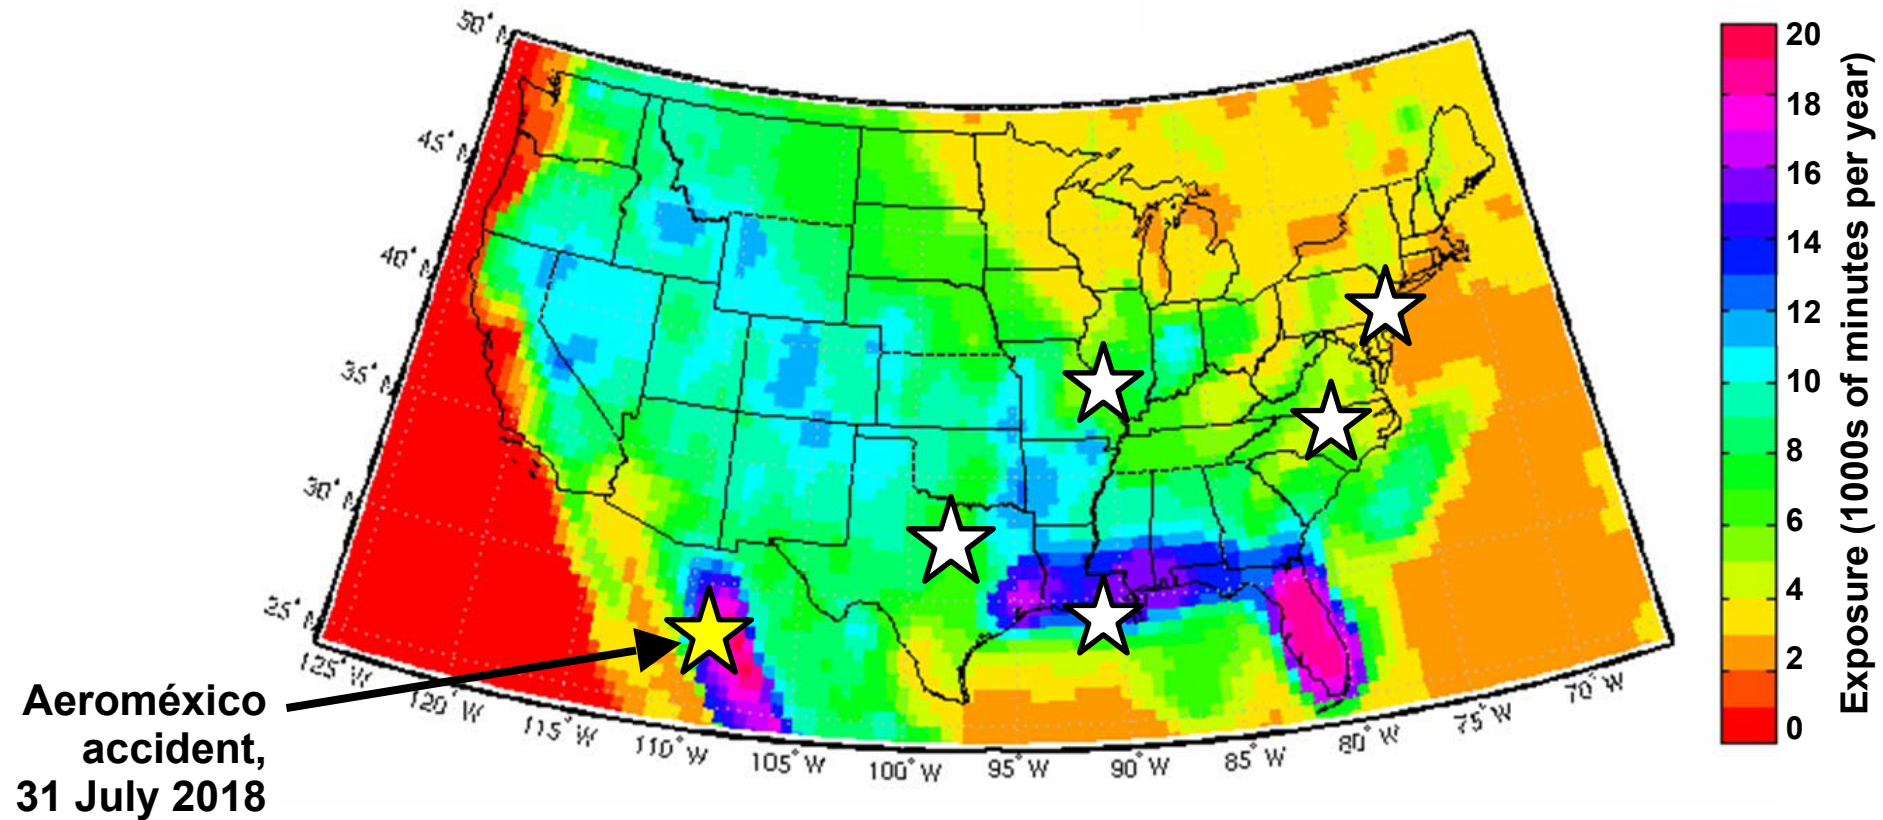 50° N
45° N
40° N
35° N
30° N
25° N
125° W
120° W
115° W
110° W
105° W
100° W
95° W
90° W
85° W
80° W
75° W
70° W
20
18
16
14
12
10
8
6
4
2
0
Exposure (1000s of minutes per year)
Aeroméxico
accident,
31 July 2018